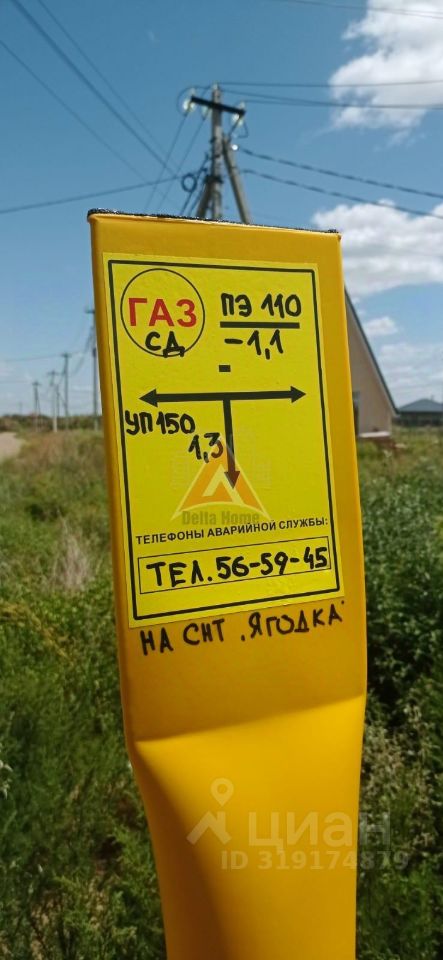 ГАЗ
СД
ПЭ 110
-1,1
-
УП150
1,3
Delta Home
ТЕЛЕФОНЫ АВАРИЙНОЙ СЛУЖБЫ:
ТЕЛ. 56-59-45
НА СНТ "ЯГОДКА"
циан
ID 319174879